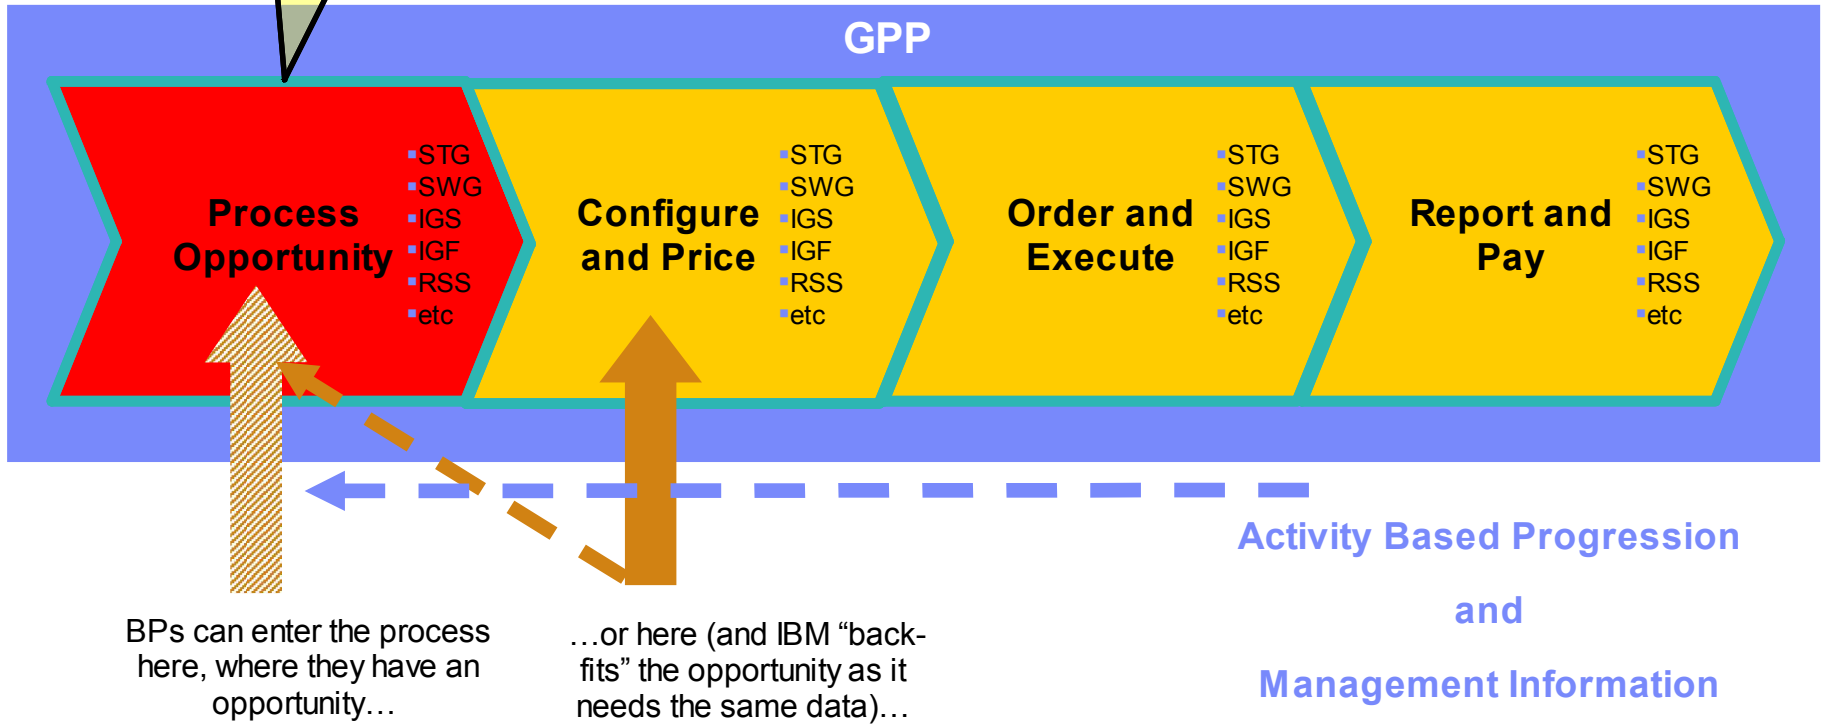 GPP
Process
Opportunity
▪STG
▪SWG
▪IGS
▪IGF
▪RSS
▪etc
Configure
and Price
▪STG
▪SWG
▪IGS
▪IGF
▪RSS
▪etc
Order and
Execute
▪STG
▪SWG
▪IGS
▪IGF
▪RSS
▪etc
Report and
Pay
▪STG
▪SWG
▪IGS
▪IGF
▪RSS
▪etc
BPs can enter the process
here, where they have an
opportunity…
…or here (and IBM “back-
fits” the opportunity as it
needs the same data)…
Activity Based Progression
and
Management Information